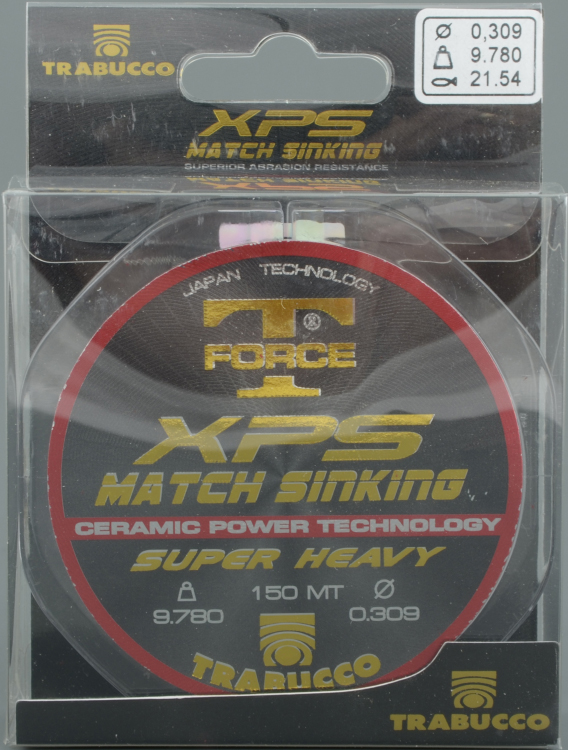 TRABUCCO
0,309
9.780
21.54
XPS
MATCH SINKING
SUPERIOR ABRASION RESISTANCE
JAPAN TECHNOLOGY
T
FORCE ®
XPS
MATCH SINKING
CERAMIC POWER TECHNOLOGY
SUPER HEAVY
150 MT
9.780 0.309
TRABUCCO
TRABUCCO